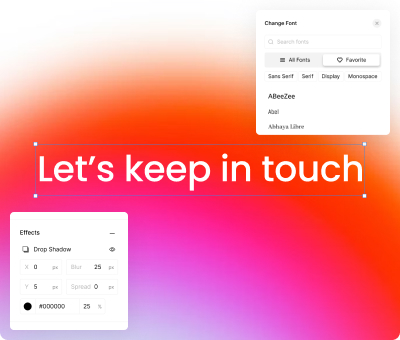 Change Font
Search fonts
All Fonts
Favorite
Sans Serif Serif Display Monospace
ABeeZee
Abel
Abhaya Libre
Let's keep in touch
Effects
Drop Shadow
X 0 px Blur 25 px
Y 5 px Spread 0 px
#000000 25 %